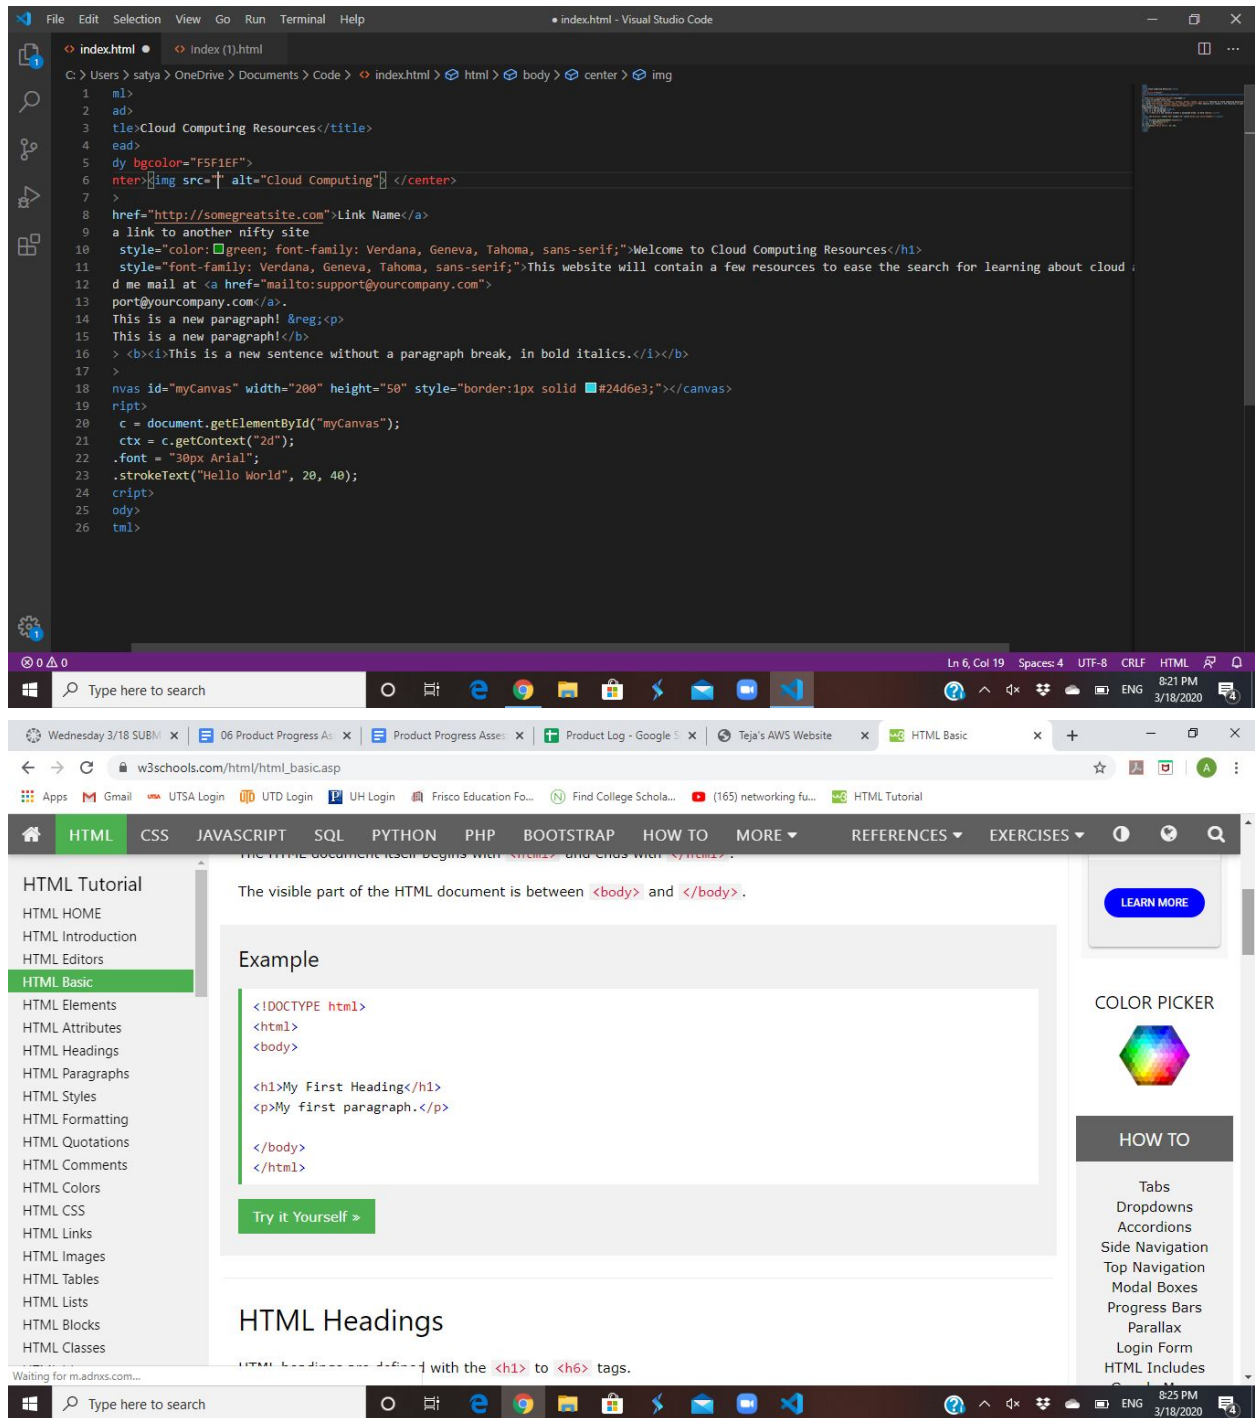 File Edit Selection View Go Run Terminal Help ● index.html - Visual Studio Code
index.html ● Index (1).html
C: > Users > satya > OneDrive > Documents > Code > index.html > html > body > center > img
1 ml>
2 ad>
3 tle>Cloud Computing Resources</title>
4 ead>
5 dy bgcolor="F5F1EF">
6 nter><img src="" alt="Cloud Computing"> </center>
7 >
8 href="http://somegreatsite.com">Link Name</a>
9 a link to another nifty site
10 style="color:green; font-family: Verdana, Geneva, Tahoma, sans-serif;">Welcome to Cloud Computing Resources</h1>
11 style="font-family: Verdana, Geneva, Tahoma, sans-serif;">This website will contain a few resources to ease the search for learning about cloud
12 d me mail at <a href="mailto:support@yourcompany.com">
13 port@yourcompany.com</a>.
14 This is a new paragraph! &reg;<p>
15 This is a new paragraph!</b>
16 > <b><i>This is a new sentence without a paragraph break, in bold italics.</i></b>
17 >
18 nvas id="myCanvas" width="200" height="50" style="border:1px solid #24d6e3;"></canvas>
19 ript>
20 c = document.getElementById("myCanvas");
21 ctx = c.getContext("2d");
22 .font = "30px Arial";
23 .strokeText("Hello World", 20, 40);
24 cript>
25 ody>
26 tml>
0 0 Ln 6, Col 19 Spaces: 4 UTF-8 CRLF HTML
Type here to search ENG 8:21 PM
3/18/2020
Wednesday 3/18 SUBM 06 Product Progress As Product Progress Asses Product Log - Google S Teja's AWS Website HTML Basic
w3schools.com/html/html_basic.asp
Apps Gmail UTSA Login UTD Login UH Login Frisco Education Fo... Find College Schola... (165) networking fu... HTML Tutorial
HTML CSS JAVASCRIPT SQL PYTHON PHP BOOTSTRAP HOW TO MORE REFERENCES EXERCISES
HTML Tutorial
HTML HOME
HTML Introduction
HTML Editors
HTML Basic
HTML Elements
HTML Attributes
HTML Headings
HTML Paragraphs
HTML Styles
HTML Formatting
HTML Quotations
HTML Comments
HTML Colors
HTML CSS
HTML Links
HTML Images
HTML Tables
HTML Lists
HTML Blocks
HTML Classes
Waiting for m.adnxs.com...
The HTML document itself begins with <html> and ends with </html>.
The visible part of the HTML document is between <body> and </body>.
Example
<!DOCTYPE html>
<html>
<body>
<h1>My First Heading</h1>
<p>My first paragraph.</p>
</body>
</html>
Try it Yourself »
HTML Headings
HTML headings are defined with the <h1> to <h6> tags.
LEARN MORE
COLOR PICKER
HOW TO
Tabs
Dropdowns
Accordions
Side Navigation
Top Navigation
Modal Boxes
Progress Bars
Parallax
Login Form
HTML Includes
Type here to search ENG 8:25 PM
3/18/2020